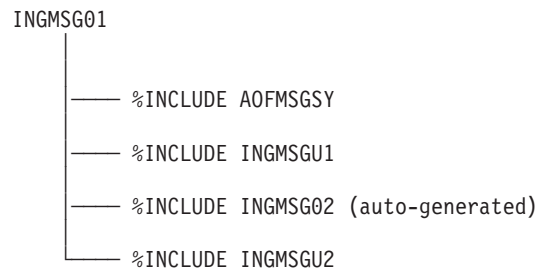 INGMSG01
%INCLUDE AOFMSGSY
%INCLUDE INGMSGU1
%INCLUDE INGMSG02 (auto-generated)
%INCLUDE INGMSGU2